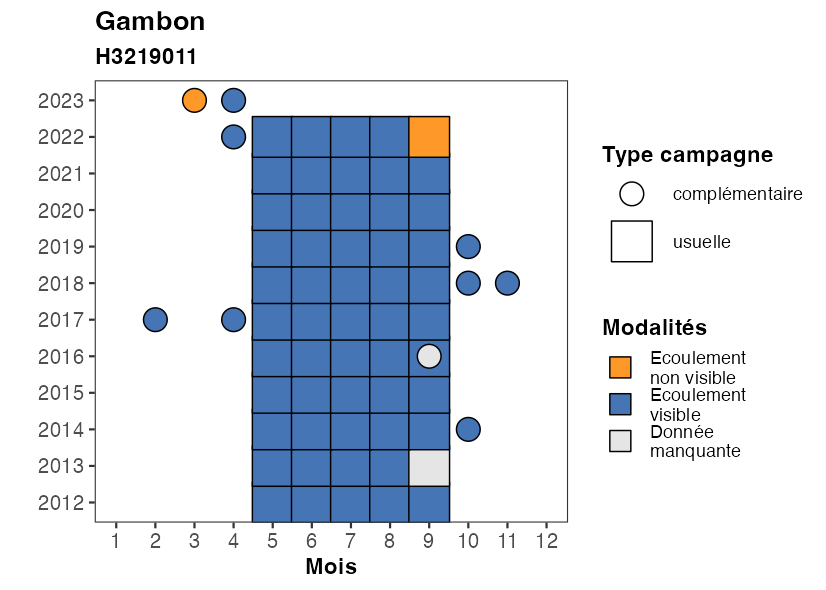 Gambon
H3219011
2023
2022
2021
2020
2019
2018
2017
2016
2015
2014
2013
2012
1 2 3 4 5 6 7 8 9 10 11 12
Mois
Type campagne
complémentaire
usuelle
Modalités
Ecoulement
non visible
Ecoulement
visible
Donnée
manquante